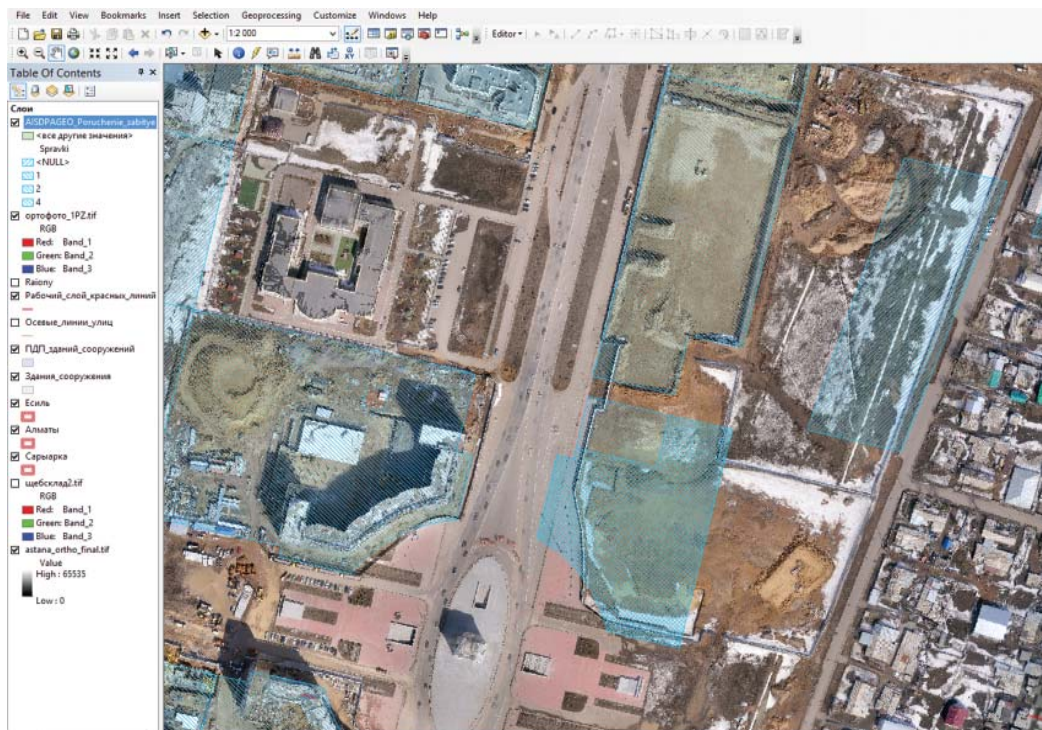 File Edit View Bookmarks Insert Selection Geoprocessing Customize Windows Help
1:2 000
Editor
Table Of Contents
Слои
AISDPAGEO_Poruchenie_zabitye
<все другие значения>
Spravki
<NULL>
1
2
4
ортофото_1PZ.tif
RGB
Red: Band_1
Green: Band_2
Blue: Band_3
Raiony
Рабочий_слой_красных_линий
Осевые_линии_улиц
ПДП_зданий_сооружений
Здания_сооружения
Есиль
Алматы
Сарыарка
щебсклад2.tif
RGB
Red: Band_1
Green: Band_2
Blue: Band_3
astana_ortho_final.tif
Value
High : 65535
Low : 0